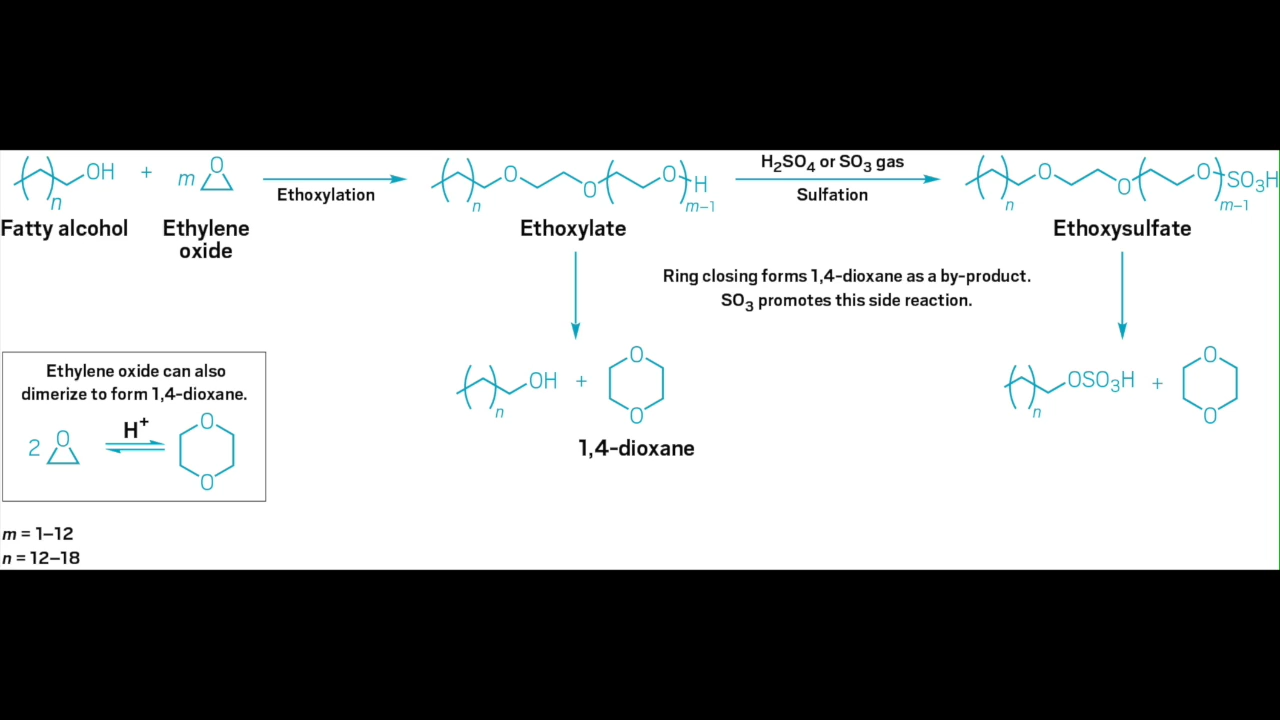 ( )n OH + m O
Ethoxylation
( )n O O ( O )m–1 H
H2SO4 or SO3 gas
Sulfation
( )n O O ( O )m–1 SO3H
Fatty alcohol
Ethylene
oxide
Ethoxylate
Ethoxysulfate
Ring closing forms 1,4-dioxane as a by-product.
SO3 promotes this side reaction.
( )n OH + O O
1,4-dioxane
( )n OSO3H + O O
Ethylene oxide can also
dimerize to form 1,4-dioxane.
2 O H+ O O
m = 1–12
n = 12–18